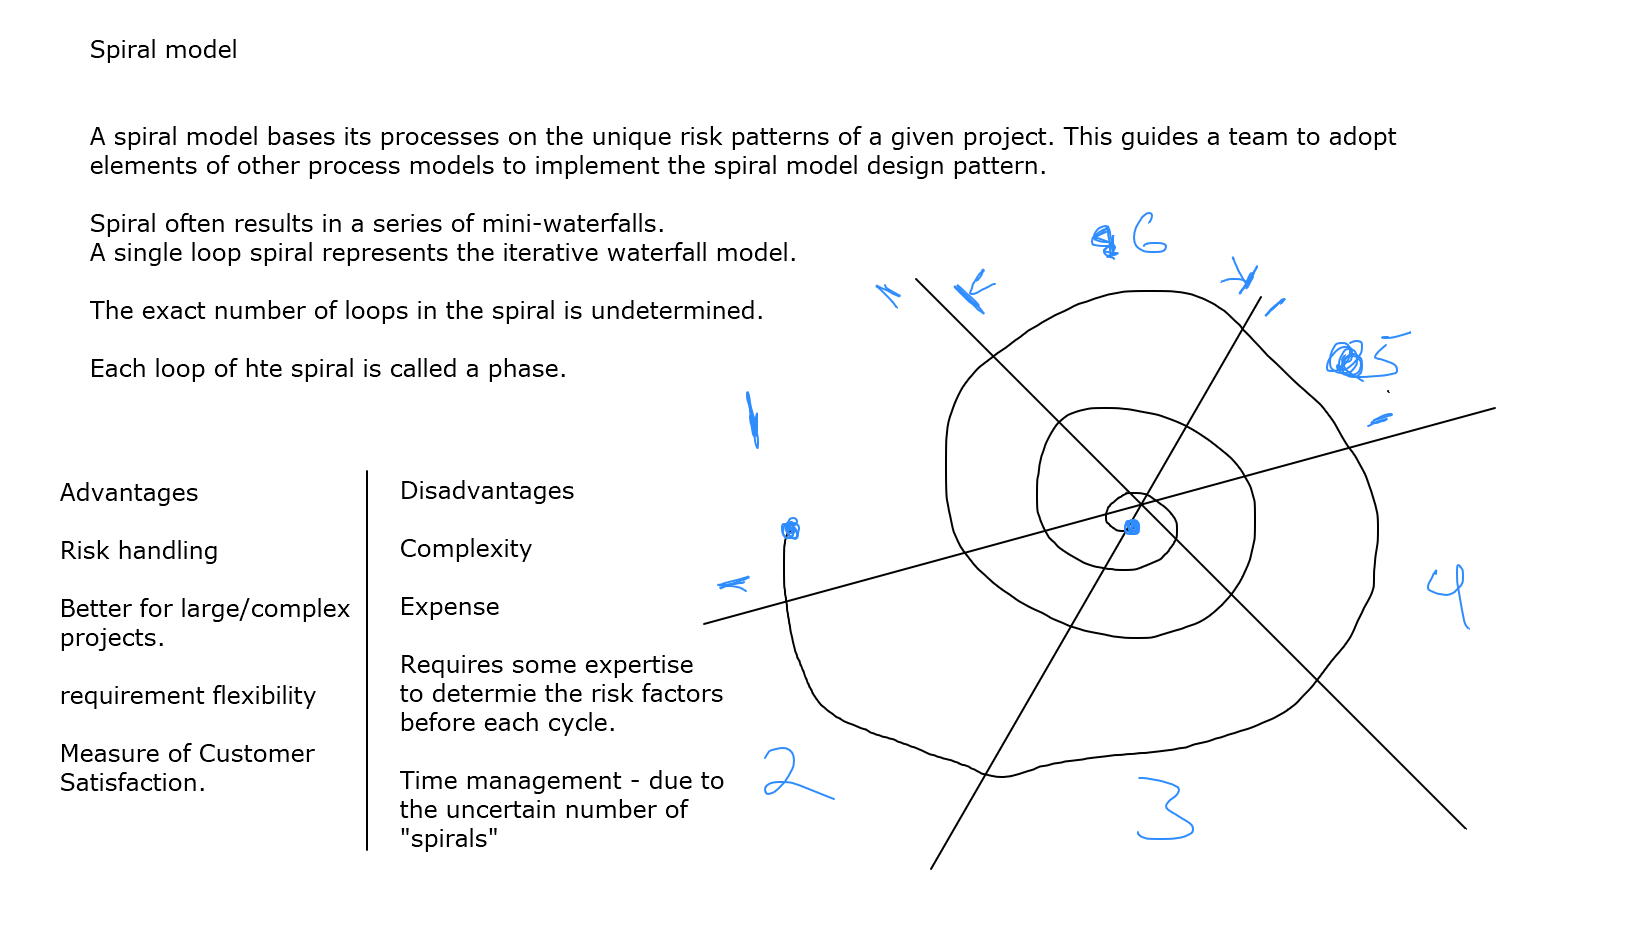 Spiral model
A spiral model bases its processes on the unique risk patterns of a given project. This guides a team to adopt
elements of other process models to implement the spiral model design pattern.
Spiral often results in a series of mini-waterfalls.
A single loop spiral represents the iterative waterfall model.
The exact number of loops in the spiral is undetermined.
Each loop of hte spiral is called a phase.
Advantages
Risk handling
Better for large/complex
projects.
requirement flexibility
Measure of Customer
Satisfaction.
Disadvantages
Complexity
Expense
Requires some expertise
to determie the risk factors
before each cycle.
Time management - due to
the uncertain number of
"spirals"
1
2
3
4
5
6